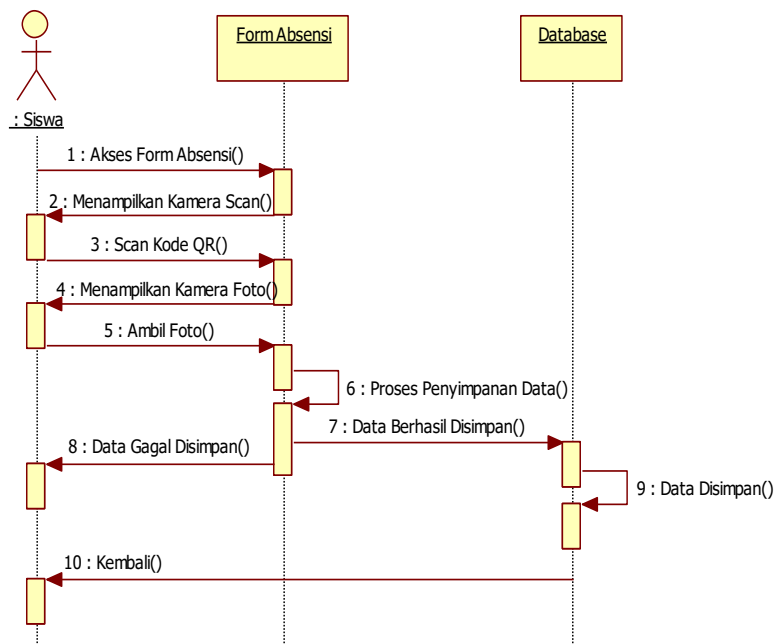 Form Absensi
Database
: Siswa
1 : Akses Form Absensi()
2 : Menampilkan Kamera Scan()
3 : Scan Kode QR()
4 : Menampilkan Kamera Foto()
5 : Ambil Foto()
6 : Proses Penyimpanan Data()
7 : Data Berhasil Disimpan()
8 : Data Gagal Disimpan()
9 : Data Disimpan()
10 : Kembali()